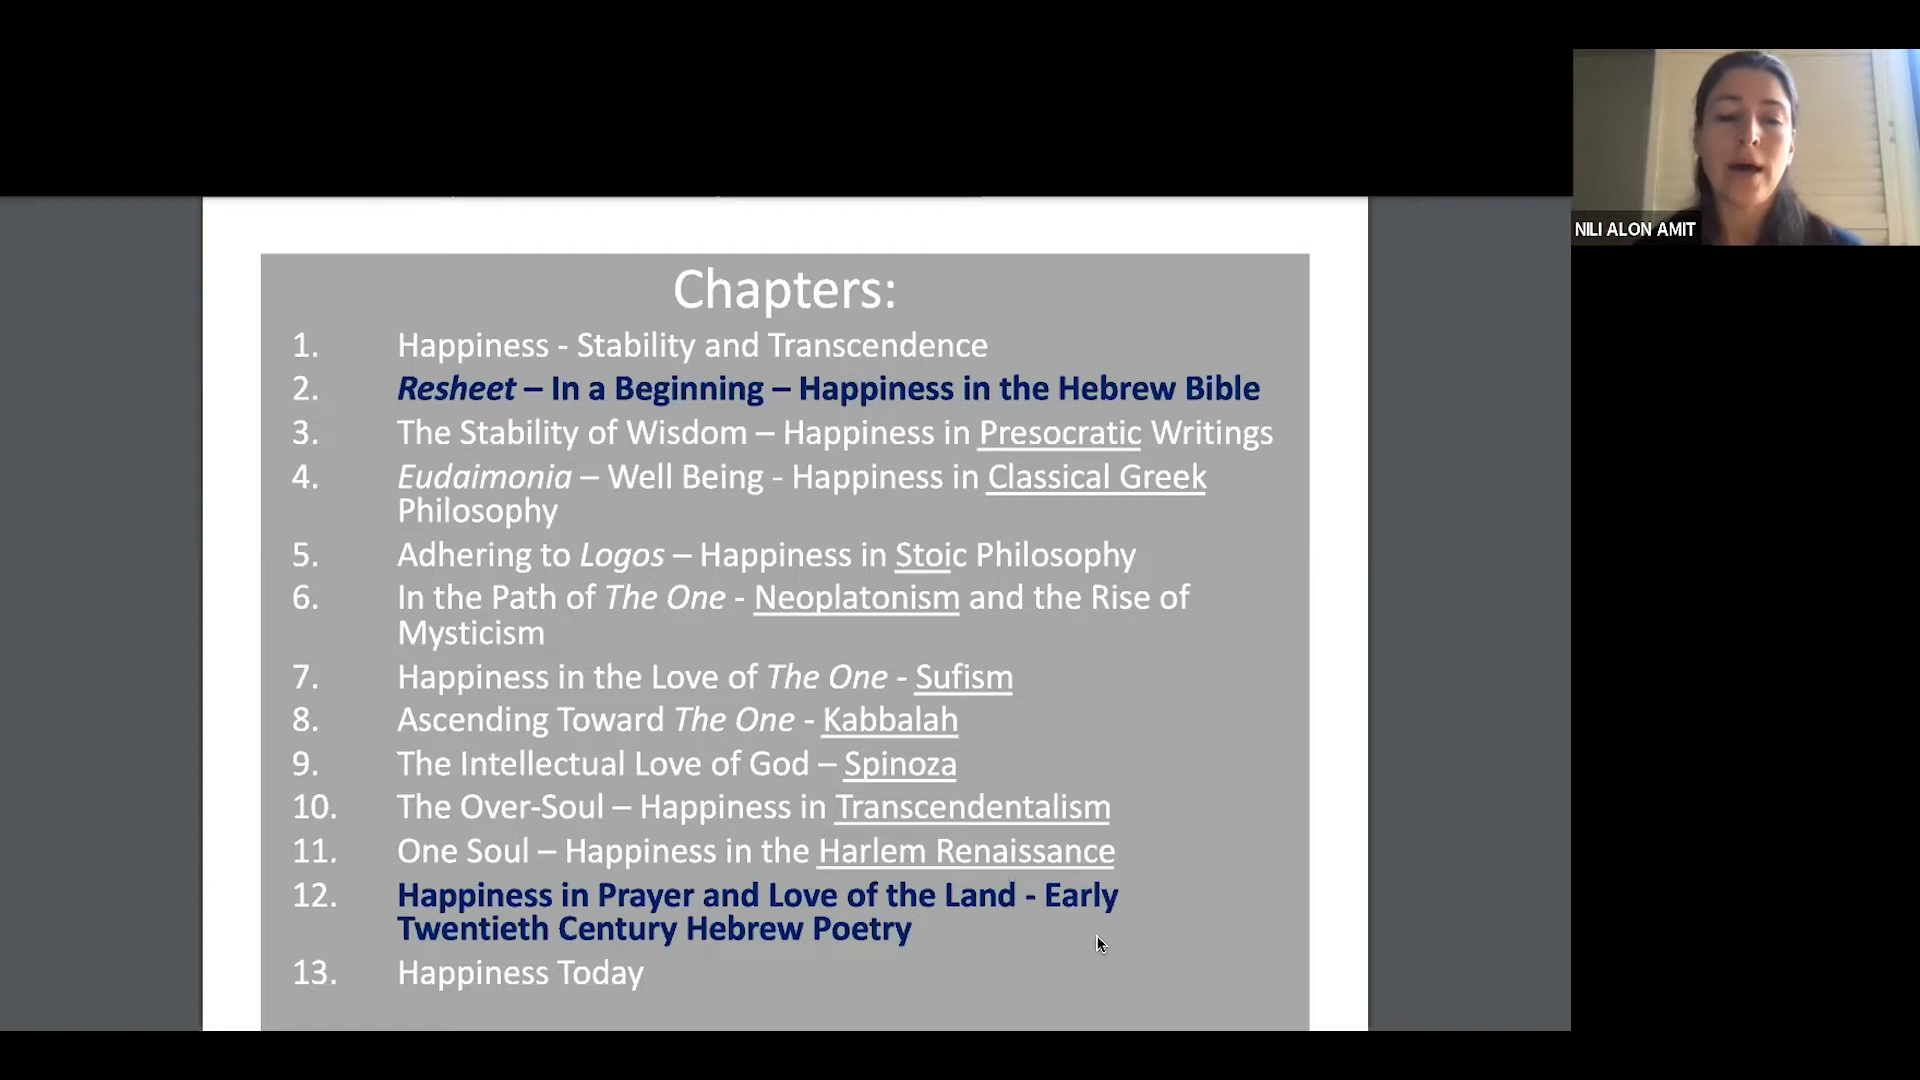 Chapters:
1. Happiness - Stability and Transcendence
2. Resheet – In a Beginning – Happiness in the Hebrew Bible
3. The Stability of Wisdom – Happiness in Presocratic Writings
4. Eudaimonia – Well Being - Happiness in Classical Greek
Philosophy
5. Adhering to Logos – Happiness in Stoic Philosophy
6. In the Path of The One - Neoplatonism and the Rise of
Mysticism
7. Happiness in the Love of The One - Sufism
8. Ascending Toward The One - Kabbalah
9. The Intellectual Love of God – Spinoza
10. The Over-Soul – Happiness in Transcendentalism
11. One Soul – Happiness in the Harlem Renaissance
12. Happiness in Prayer and Love of the Land - Early
Twentieth Century Hebrew Poetry
13. Happiness Today
NILI ALON AMIT